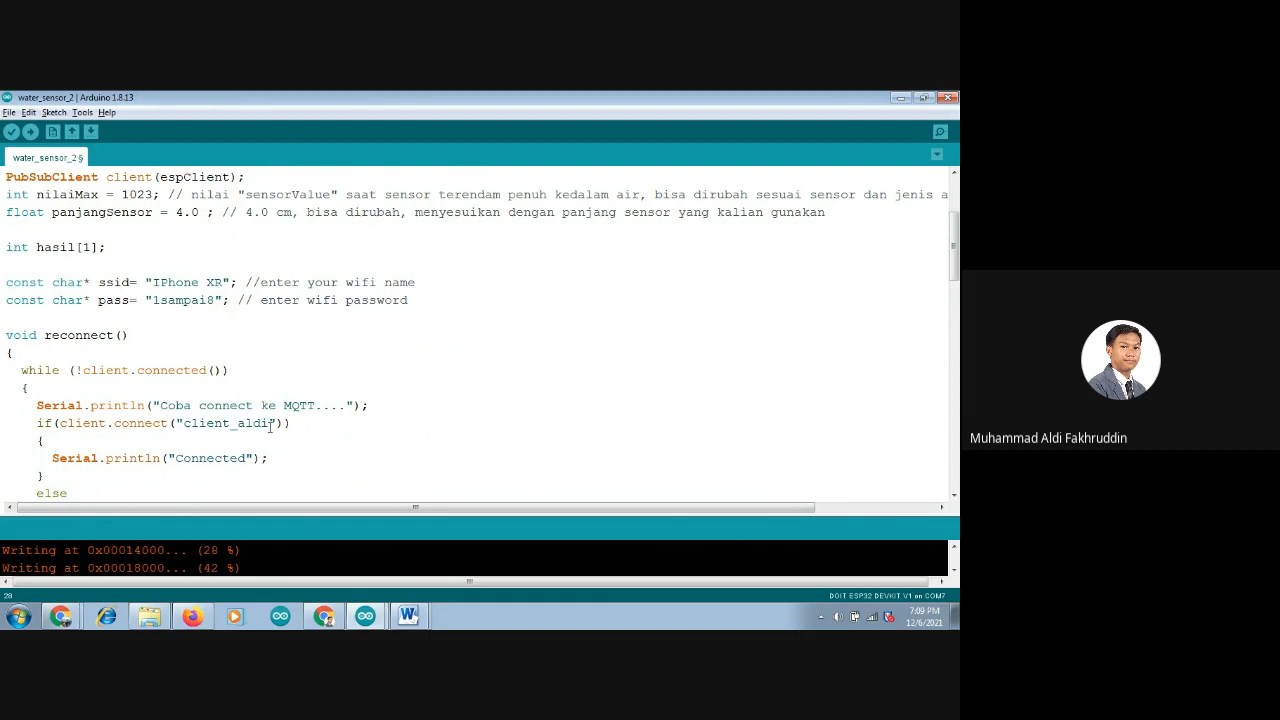 water_sensor_2 | Arduino 1.8.13
File Edit Sketch Tools Help
water_sensor_2 §
PubSubClient client(espClient);
int nilaiMax = 1023; // nilai "sensorValue" saat sensor terendam penuh kedalam air, bisa dirubah sesuai sensor dan jenis a
float panjangSensor = 4.0 ; // 4.0 cm, bisa dirubah, menyesuikan dengan panjang sensor yang kalian gunakan
int hasil[1];
const char* ssid= "IPhone XR"; //enter your wifi name
const char* pass= "1sampai8"; // enter wifi password
void reconnect()
{
while (!client.connected())
{
Serial.println("Coba connect ke MQTT....");
if(client.connect("client_aldi"))
{
Serial.println("Connected");
}
else
Writing at 0x00014000... (28 %)
Writing at 0x00018000... (42 %)
28
DOIT ESP32 DEVKIT V1 on COM7
7:09 PM
12/6/2021
Muhammad Aldi Fakhruddin